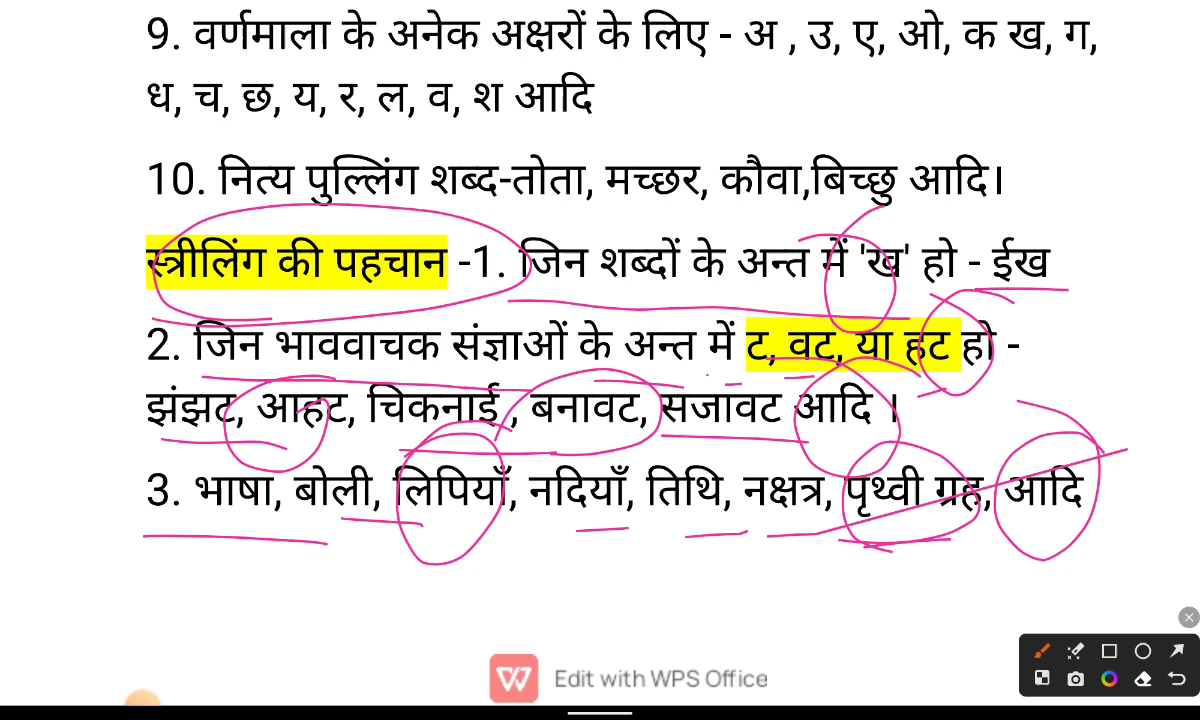 9. वर्णमाला के अनेक अक्षरों के लिए - अ , उ, ए, ओ, क ख, ग,
ध, च, छ, य, र, ल, व, श आदि
10. नित्य पुल्लिंग शब्द-तोता, मच्छर, कौवा,बिच्छु आदि।
स्त्रीलिंग की पहचान -1. जिन शब्दों के अन्त में 'ख' हो - ईख
2. जिन भाववाचक संज्ञाओं के अन्त में ट, वट, या हट हो -
झंझट, आहट, चिकनाई , बनावट, सजावट आदि ।
3. भाषा, बोली, लिपियाँ, नदियाँ, तिथि, नक्षत्र, पृथ्वी ग्रह, आदि
Edit with WPS Office